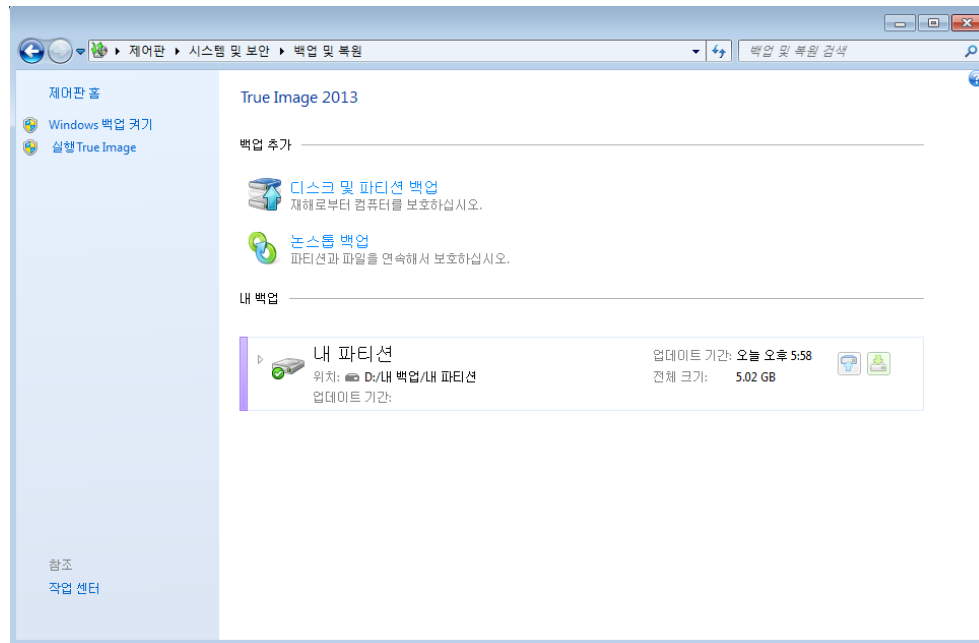 제어판 ▸ 시스템 및 보안 ▸ 백업 및 복원
백업 및 복원 검색
제어판 홈
Windows 백업 켜기
실행True Image
True Image 2013
백업 추가
디스크 및 파티션 백업
재해로부터 컴퓨터를 보호하십시오.
논스톱 백업
파티션과 파일을 연속해서 보호하십시오.
내 백업
내 파티션
위치: D:/내 백업/내 파티션
업데이트 기간:
업데이트 기간: 오늘 오후 5:58
전체 크기: 5.02 GB
참조
작업 센터